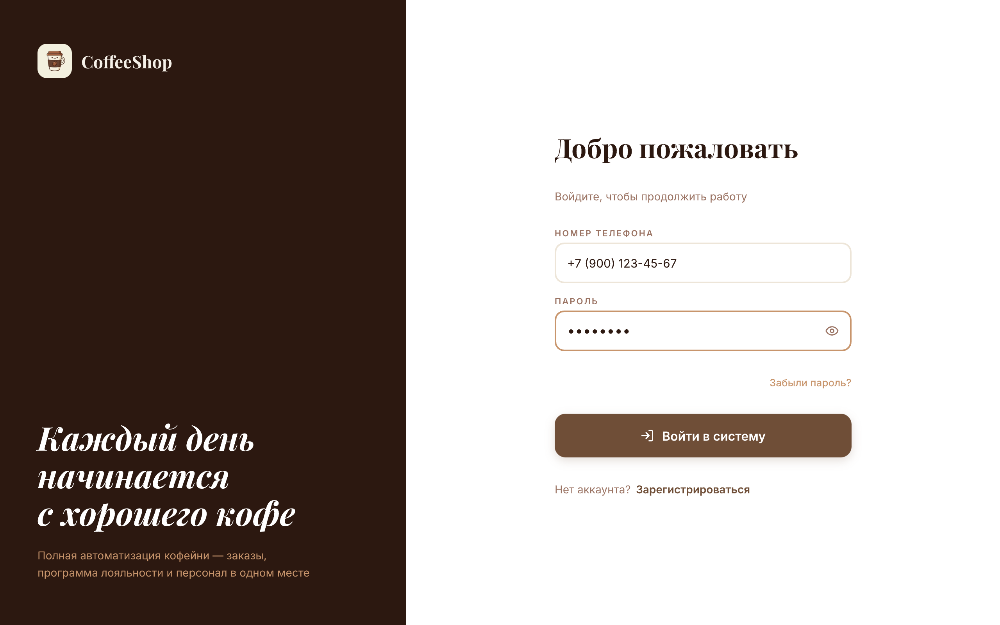 CoffeeShop
Каждый день
начинается
с хорошего кофе
Полная автоматизация кофейни — заказы,
программа лояльности и персонал в одном месте
Добро пожаловать
Войдите, чтобы продолжить работу
НОМЕР ТЕЛЕФОНА
+7 (900) 123-45-67
ПАРОЛЬ
••••••••
Забыли пароль?
Войти в систему
Нет аккаунта? Зарегистрироваться